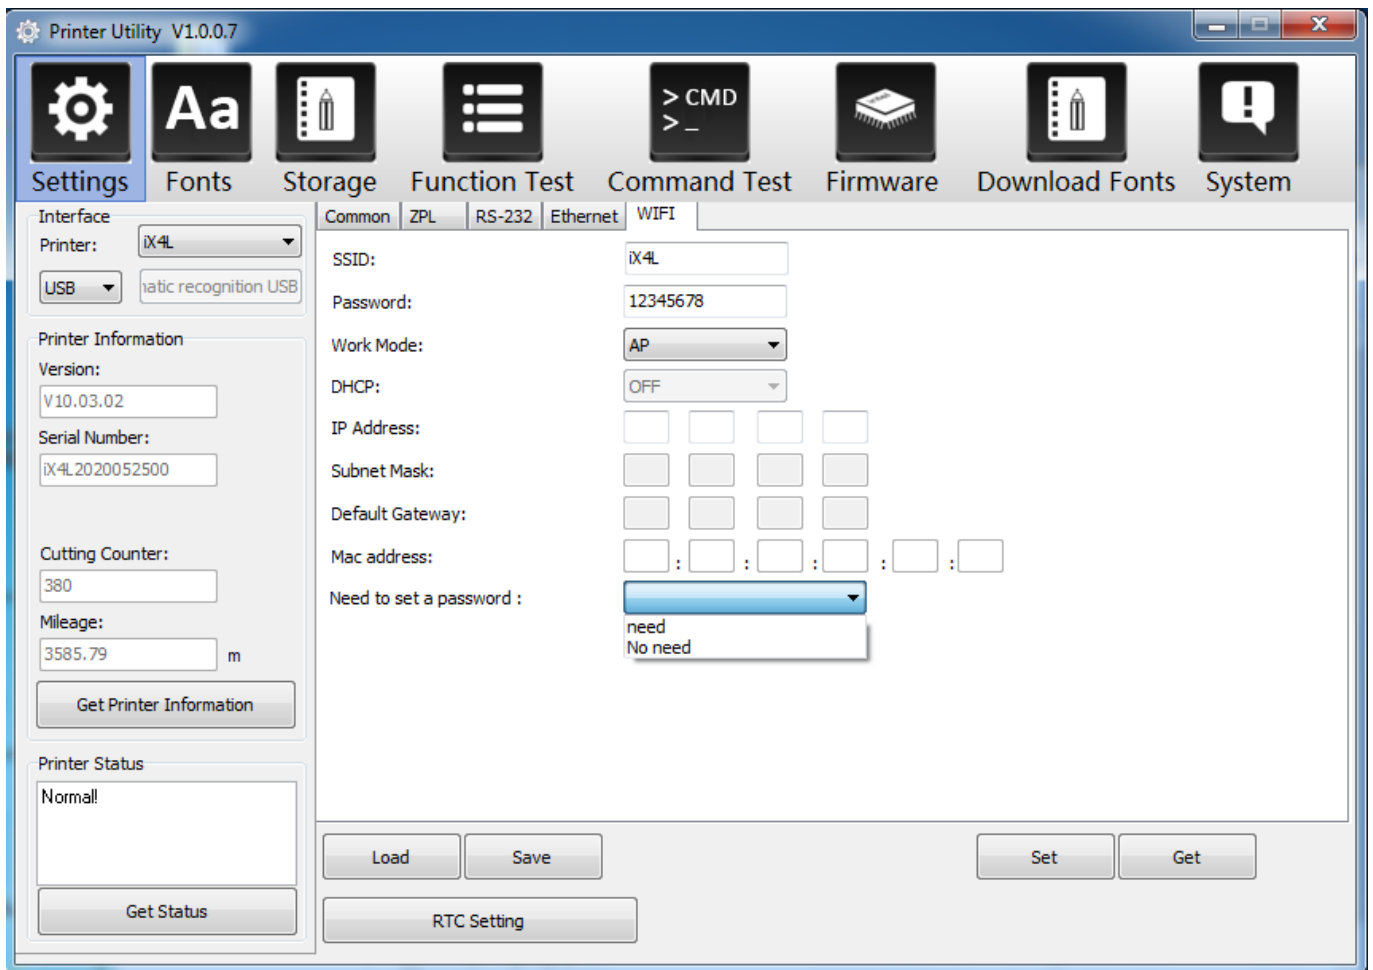 Printer Utility V1.0.0.7
Aa
> CMD
> _
Settings Fonts Storage Function Test Command Test Firmware Download Fonts System
Interface
Printer: iX4L
USB natic recognition USB
Printer Information
Version:
V10.03.02
Serial Number:
iX4L2020052500
Cutting Counter:
380
Mileage:
3585.79 m
Get Printer Information
Printer Status
Normal!
Get Status
Common ZPL RS-232 Ethernet WIFI
SSID: iX4L
Password: 12345678
Work Mode: AP
DHCP: OFF
IP Address:
Subnet Mask:
Default Gateway:
Mac address: : : : : :
Need to set a password :
need
No need
Load Save Set Get
RTC Setting